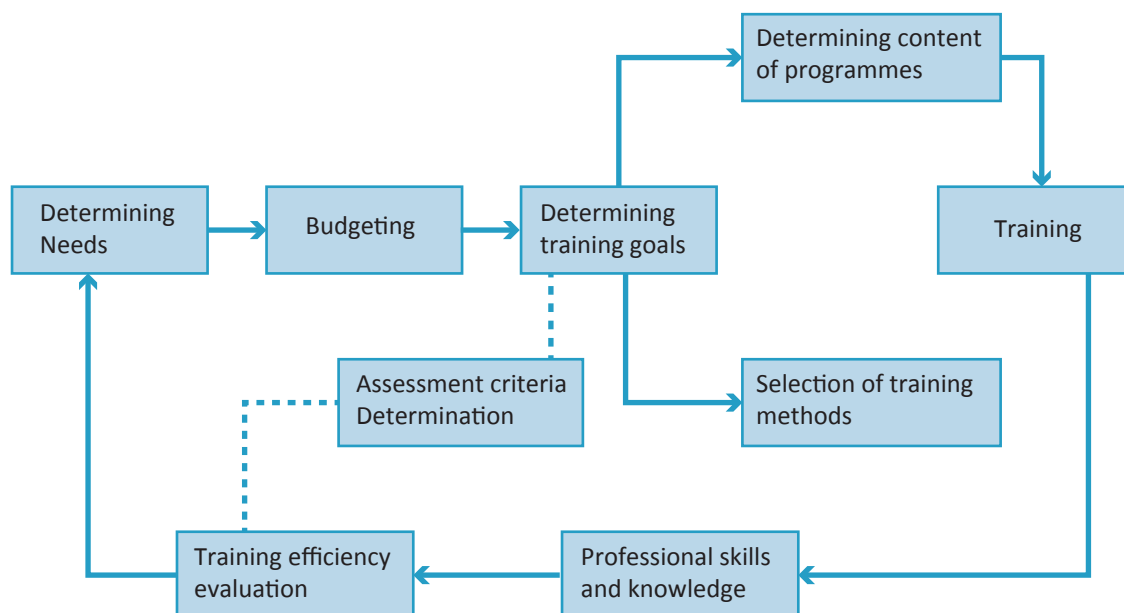 Determining content
of programmes
Determining
Needs
Budgeting
Determining
training goals
Training
Assessment criteria
Determination
Selection of training
methods
Training efficiency
evaluation
Professional skills
and knowledge